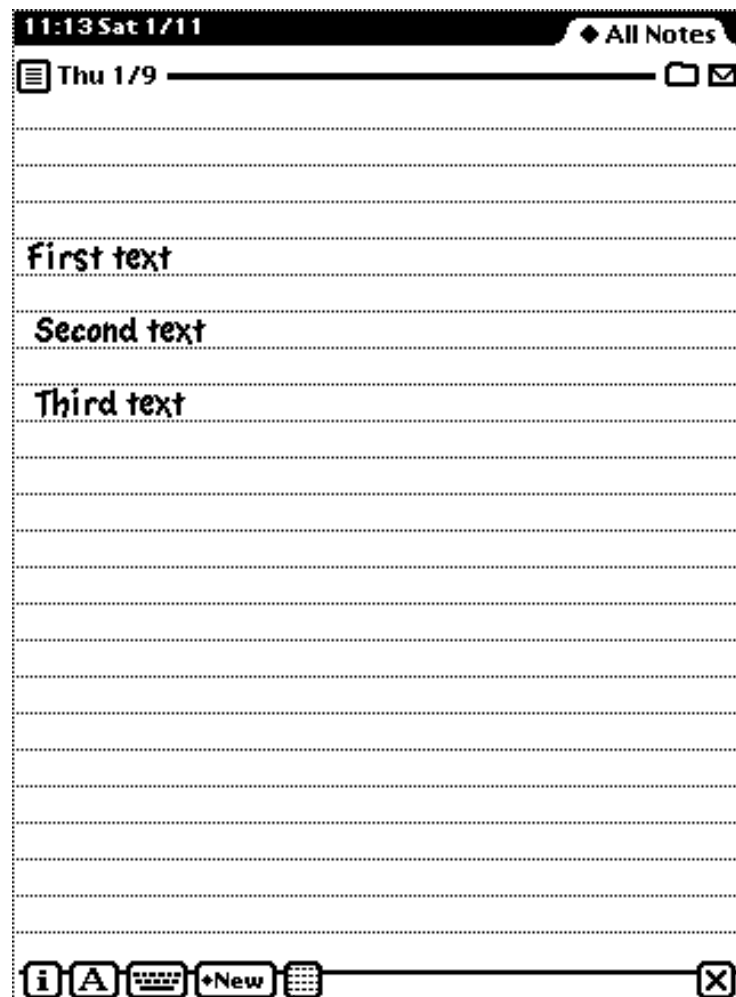 11:13 Sat 1/11
◆ All Notes
Thu 1/9
First text
Second text
Third text
i A ◆New X